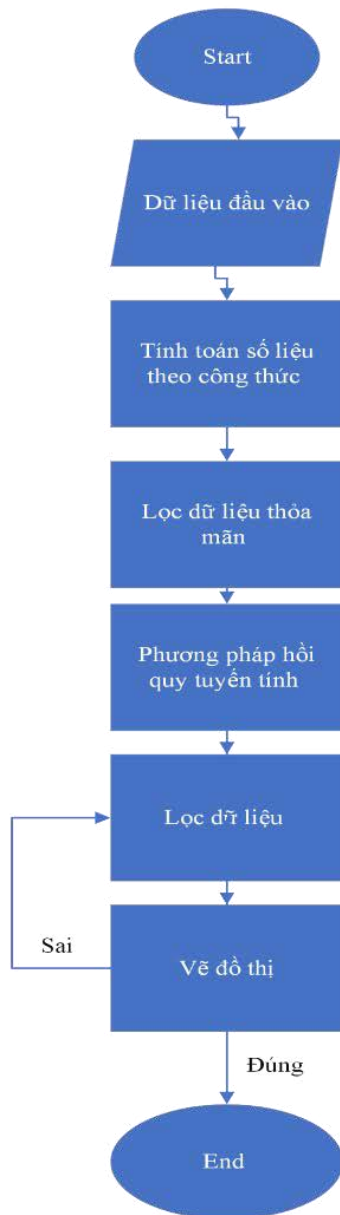 Start
Dữ liệu đầu vào
Tính toán số liệu
theo công thức
Lọc dữ liệu thỏa
mãn
Phương pháp hồi
quy tuyến tính
Lọc dữ liệu
Sai
Vẽ đồ thị
Đúng
End